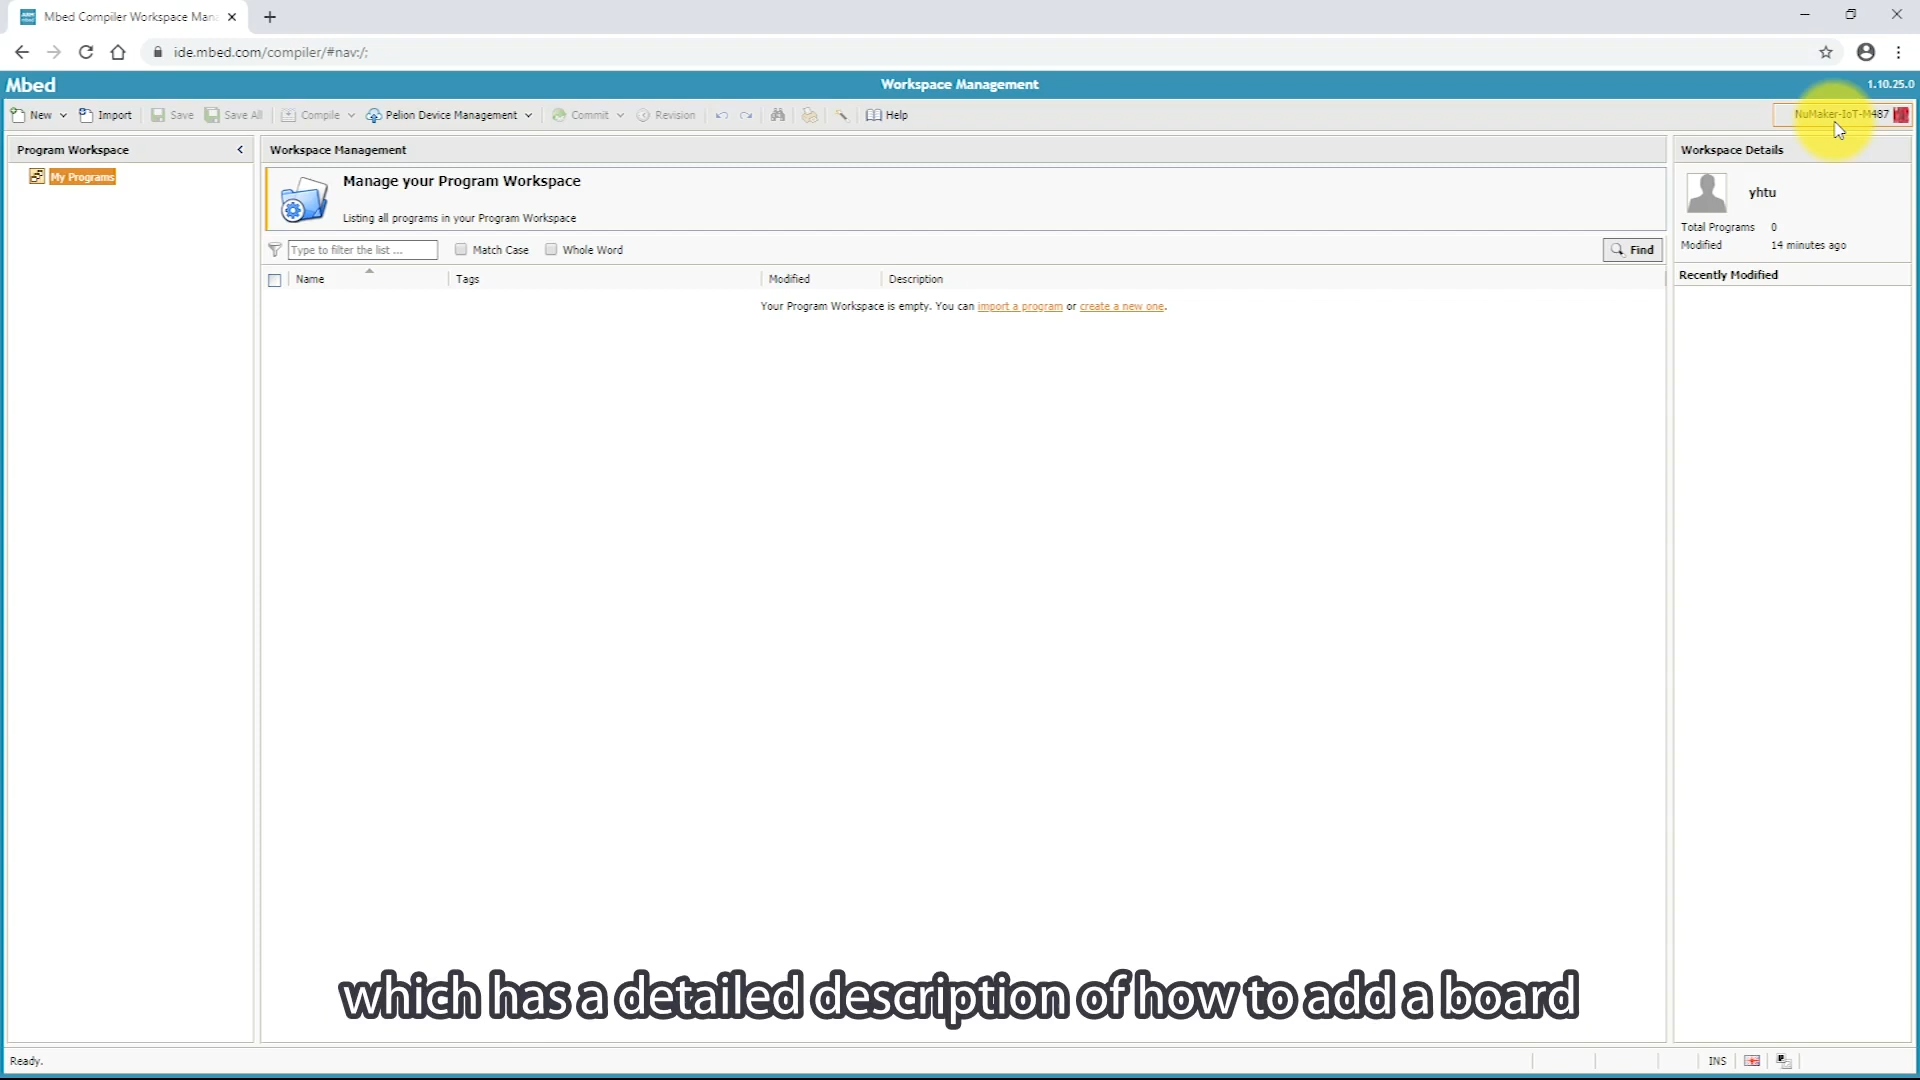 Mbed Compiler Workspace Mana
ide.mbed.com/compiler/#nav:/;
Mbed
Workspace Management
1.10.25.0
New
Import
Save
Save All
Compile
Pelion Device Management
Commit
Revision
Help
NuMaker-IoT-M487
Program Workspace
Workspace Management
Workspace Details
My Programs
Manage your Program Workspace
Listing all programs in your Program Workspace
yhtu
Total Programs 0
Modified 14 minutes ago
Type to filter the list ...
Match Case
Whole Word
Find
Recently Modified
Name
Tags
Modified
Description
Your Program Workspace is empty. You can import a program or create a new one.
which has a detailed description of how to add a board
Ready.
INS